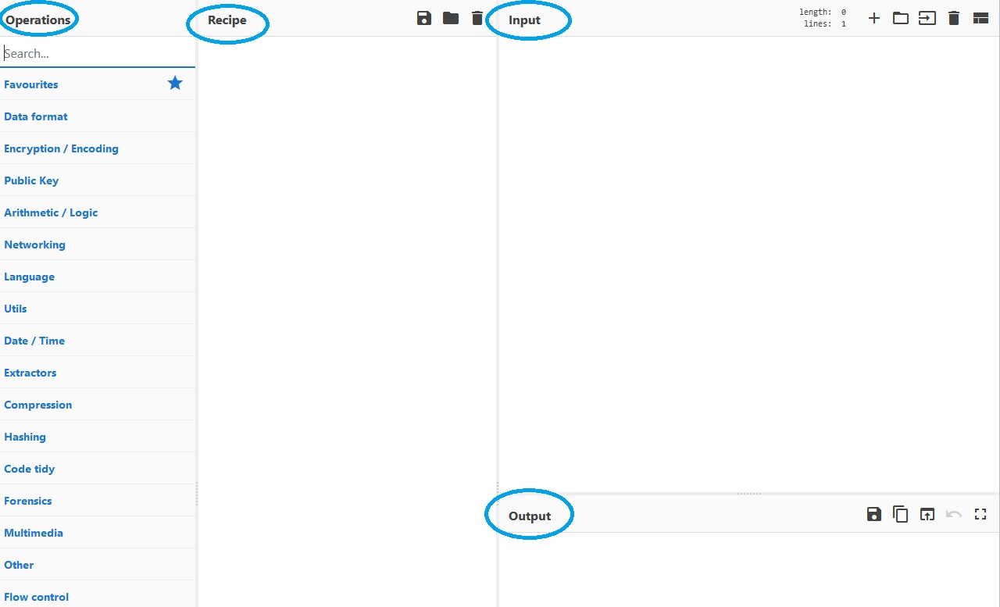 Operations
Recipe
Input
length: 0
lines: 1
Search...
Favourites
Data format
Encryption / Encoding
Public Key
Arithmetic / Logic
Networking
Language
Utils
Date / Time
Extractors
Compression
Hashing
Code tidy
Forensics
Multimedia
Other
Flow control
Output